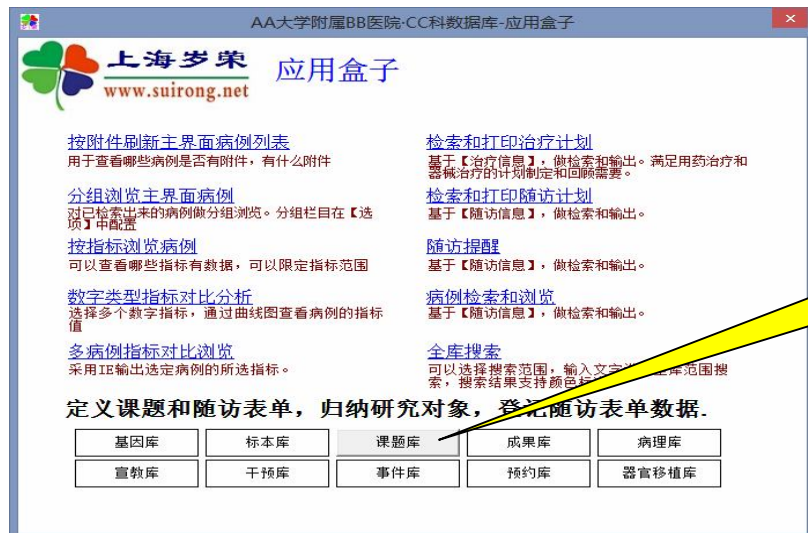 AA大学附属BB医院·CC科数据库-应用盒子
上海岁荣
www.suirong.net
应用盒子
按附件刷新主界面病例列表
用于查看哪些病例是否有附件，有什么附件
分组浏览主界面病例
对已检索出来的病例做分组浏览。分组栏目在【选
项】中配置
按指标浏览病例
可以查看哪些指标有数据，可以限定指标范围
数字类型指标对比分析
选择多个数字指标，通过曲线图查看病例的指标
值
多病例指标对比浏览
采用IE输出选定病例的所选指标。
检索和打印治疗计划
基于【治疗信息】，做检索和输出。满足用药治疗和
器械治疗的计划制定和回顾需要。
检索和打印随访计划
基于【随访信息】，做检索和输出。
随访提醒
基于【随访信息】，做检索和输出。
病例检索和浏览
基于【随访信息】，做检索和输出。
全库搜索
可以选择搜索范围，输入文字 全库范围搜
索，搜索结果支持颜色标
定义课题和随访表单，归纳研究对象，登记随访表单数据.
基因库 标本库 课题库 成果库 病理库
宣教库 干预库 事件库 预约库 器官移植库